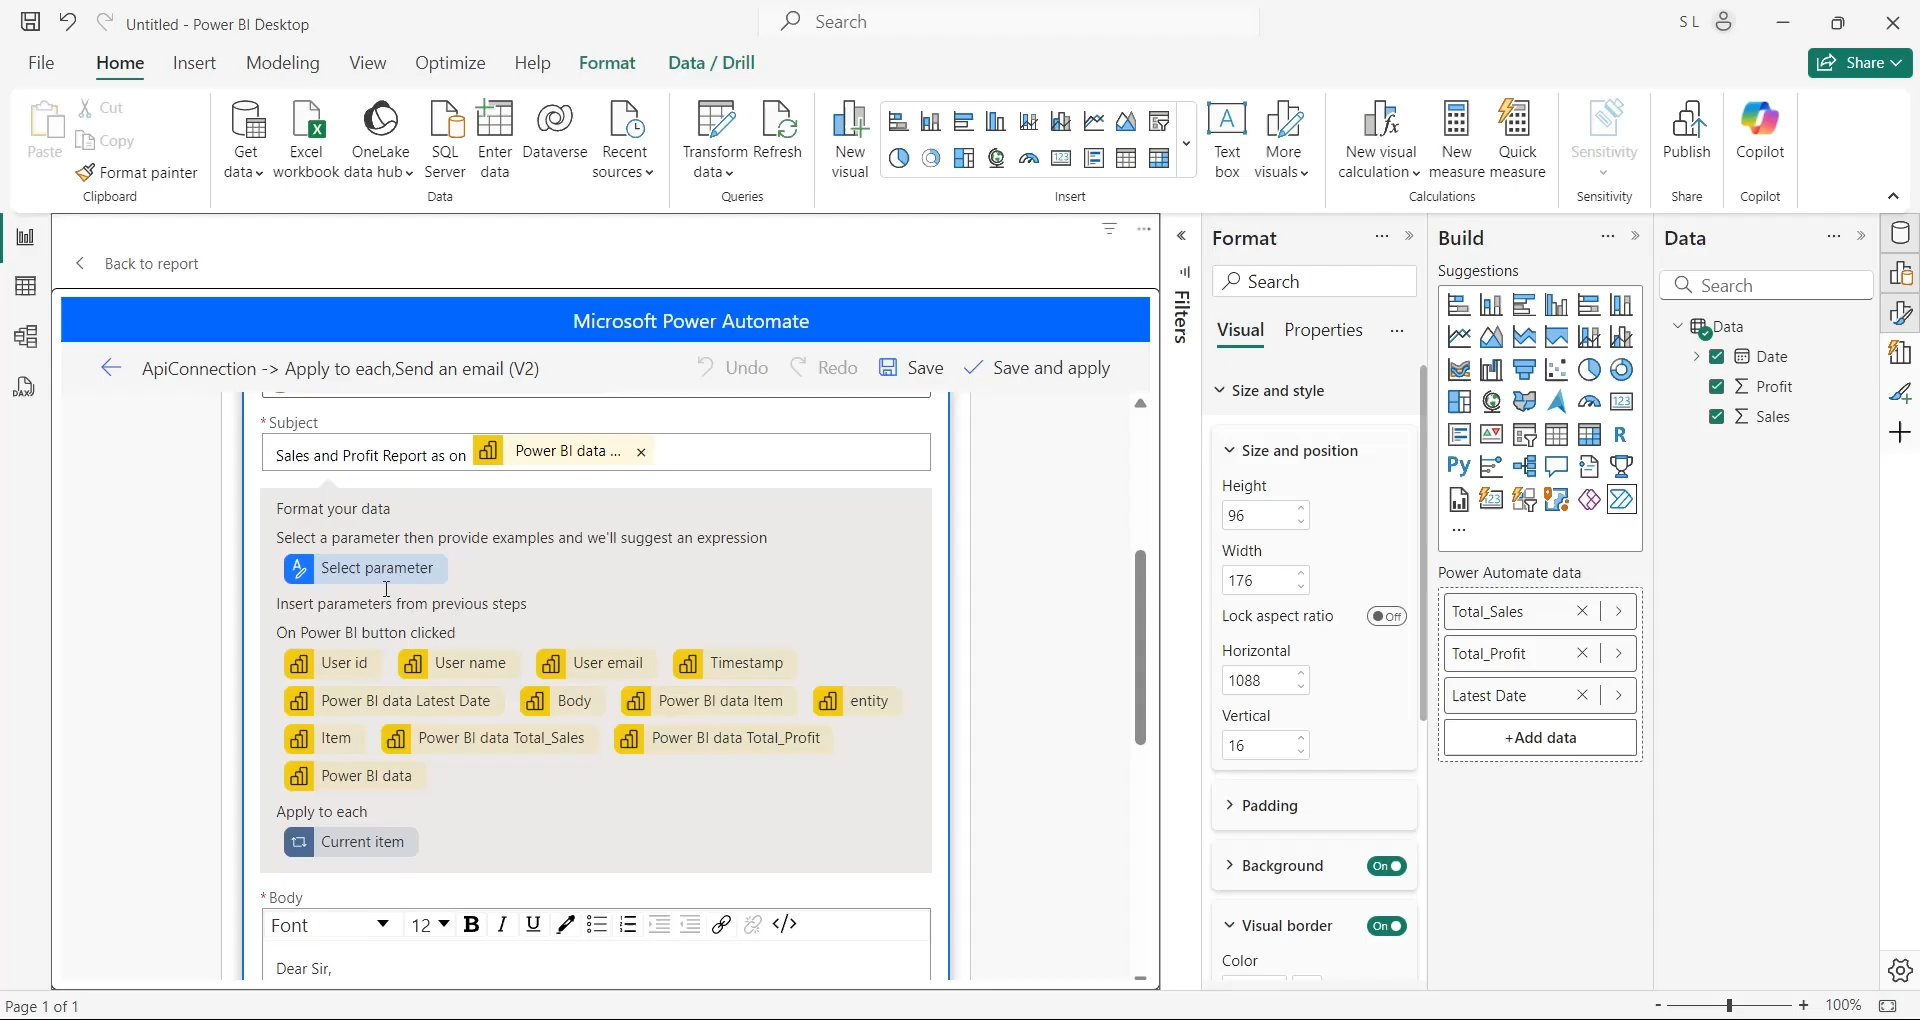 Untitled - Power BI Desktop
Search
S L
File
Home
Insert
Modeling
View
Optimize
Help
Format
Data / Drill
Share
Paste
Cut
Copy
Format painter
Clipboard
Get data
Excel workbook
OneLake data hub
SQL Server
Enter data
Dataverse
Recent sources
Data
Transform data
Refresh
Queries
New visual
Text box
More visuals
Insert
New visual calculation
New measure
Quick measure
Calculations
Sensitivity
Sensitivity
Publish
Share
Copilot
Copilot
Back to report
Microsoft Power Automate
ApiConnection -> Apply to each,Send an email (V2)
Undo
Redo
Save
Save and apply
* Subject
Sales and Profit Report as on Power BI data ... ×
Format your data
Select a parameter then provide examples and we'll suggest an expression
Select parameter
Insert parameters from previous steps
On Power BI button clicked
User id
User name
User email
Timestamp
Power BI data Latest Date
Body
Power BI data Item
entity
Item
Power BI data Total_Sales
Power BI data Total_Profit
Power BI data
Apply to each
Current item
* Body
Font
12
B I U
Dear Sir,
Filters
Format
Search
Visual
Properties
Size and style
Size and position
Height
96
Width
176
Lock aspect ratio
Off
Horizontal
1088
Vertical
16
Padding
Background
On
Visual border
On
Color
Build
Suggestions
R
Py
123
Power Automate data
Total_Sales
Total_Profit
Latest Date
+Add data
Data
Search
Data
Date
Profit
Sales
DAX
Page 1 of 1
- + 100%